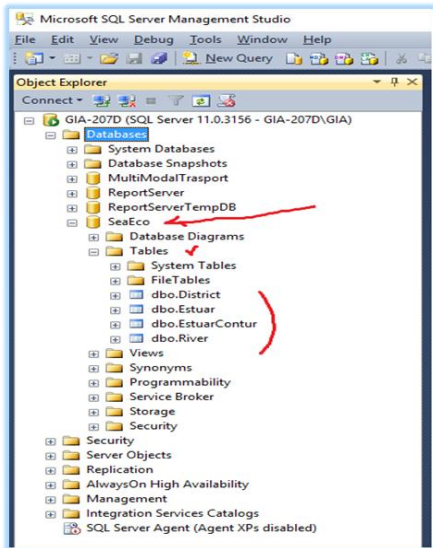 Microsoft SQL Server Management Studio
File Edit View Debug Tools Window Help
New Query
Object Explorer
Connect
GIA-207D (SQL Server 11.0.3156 - GIA-207D\GIA)
Databases
System Databases
Database Snapshots
MultiModalTrasport
ReportServer
ReportServerTempDB
SeaEco
Database Diagrams
Tables
System Tables
FileTables
dbo.District
dbo.Estuar
dbo.EstuarContur
dbo.River
Views
Synonyms
Programmability
Service Broker
Storage
Security
Security
Server Objects
Replication
AlwaysOn High Availability
Management
Integration Services Catalogs
SQL Server Agent (Agent XPs disabled)